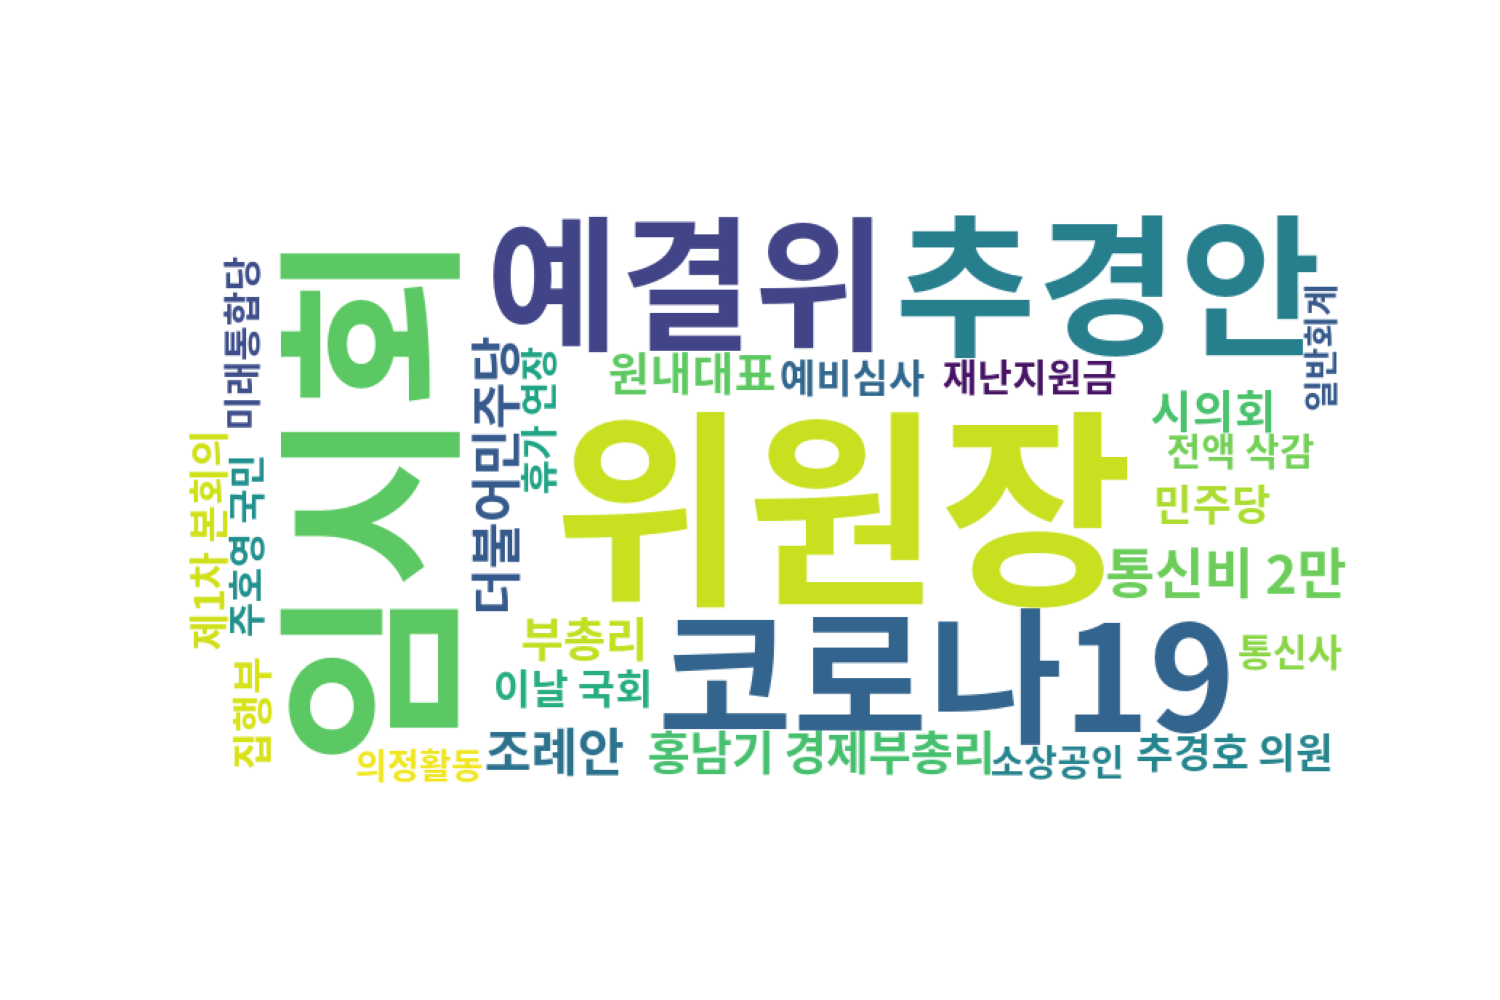 예결위
추경안
임시회
미래통합당
제1차 본회의
주호영 국민
집행부
더불어민주당
휴가 연장
원내대표
예비심사
재난지원금
일반회계
시의회
전액 삭감
위원장
민주당
통신비 2만
부총리
코로나19
통신사
이날 국회
의정활동
조례안
홍남기 경제부총리
소상공인
추경호 의원